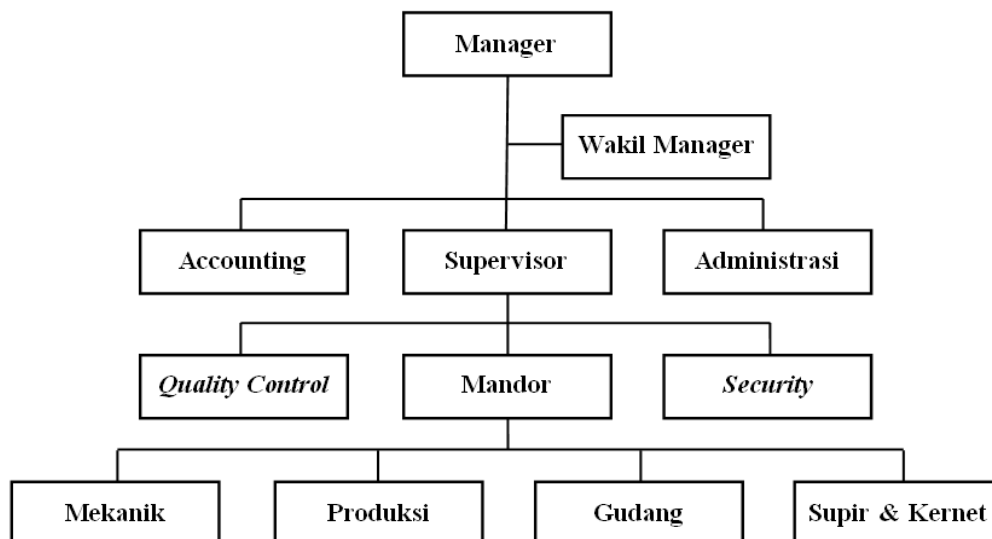 Manager
Wakil Manager
Accounting
Supervisor
Administrasi
Quality Control
Mandor
Security
Mekanik
Produksi
Gudang
Supir & Kernet